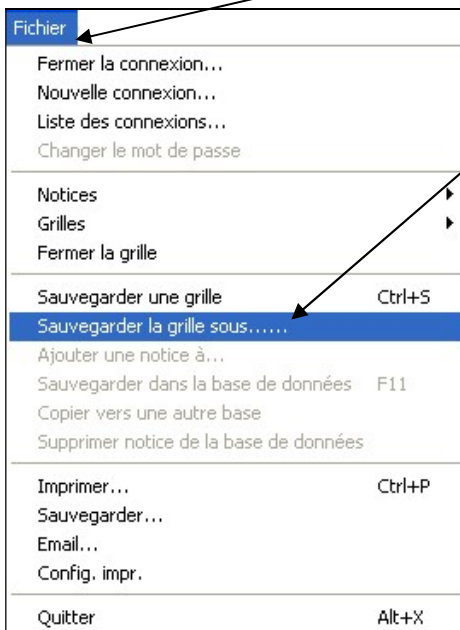 Fichier
Fermer la connexion...
Nouvelle connexion...
Liste des connexions...
Changer le mot de passe
Notices
Grilles
Fermer la grille
Sauvegarder une grille Ctrl+S
Sauvegarder la grille sous......
Ajouter une notice à...
Sauvegarder dans la base de données F11
Copier vers une autre base
Supprimer notice de la base de données
Imprimer... Ctrl+P
Sauvegarder...
Email...
Config. impr.
Quitter Alt+X